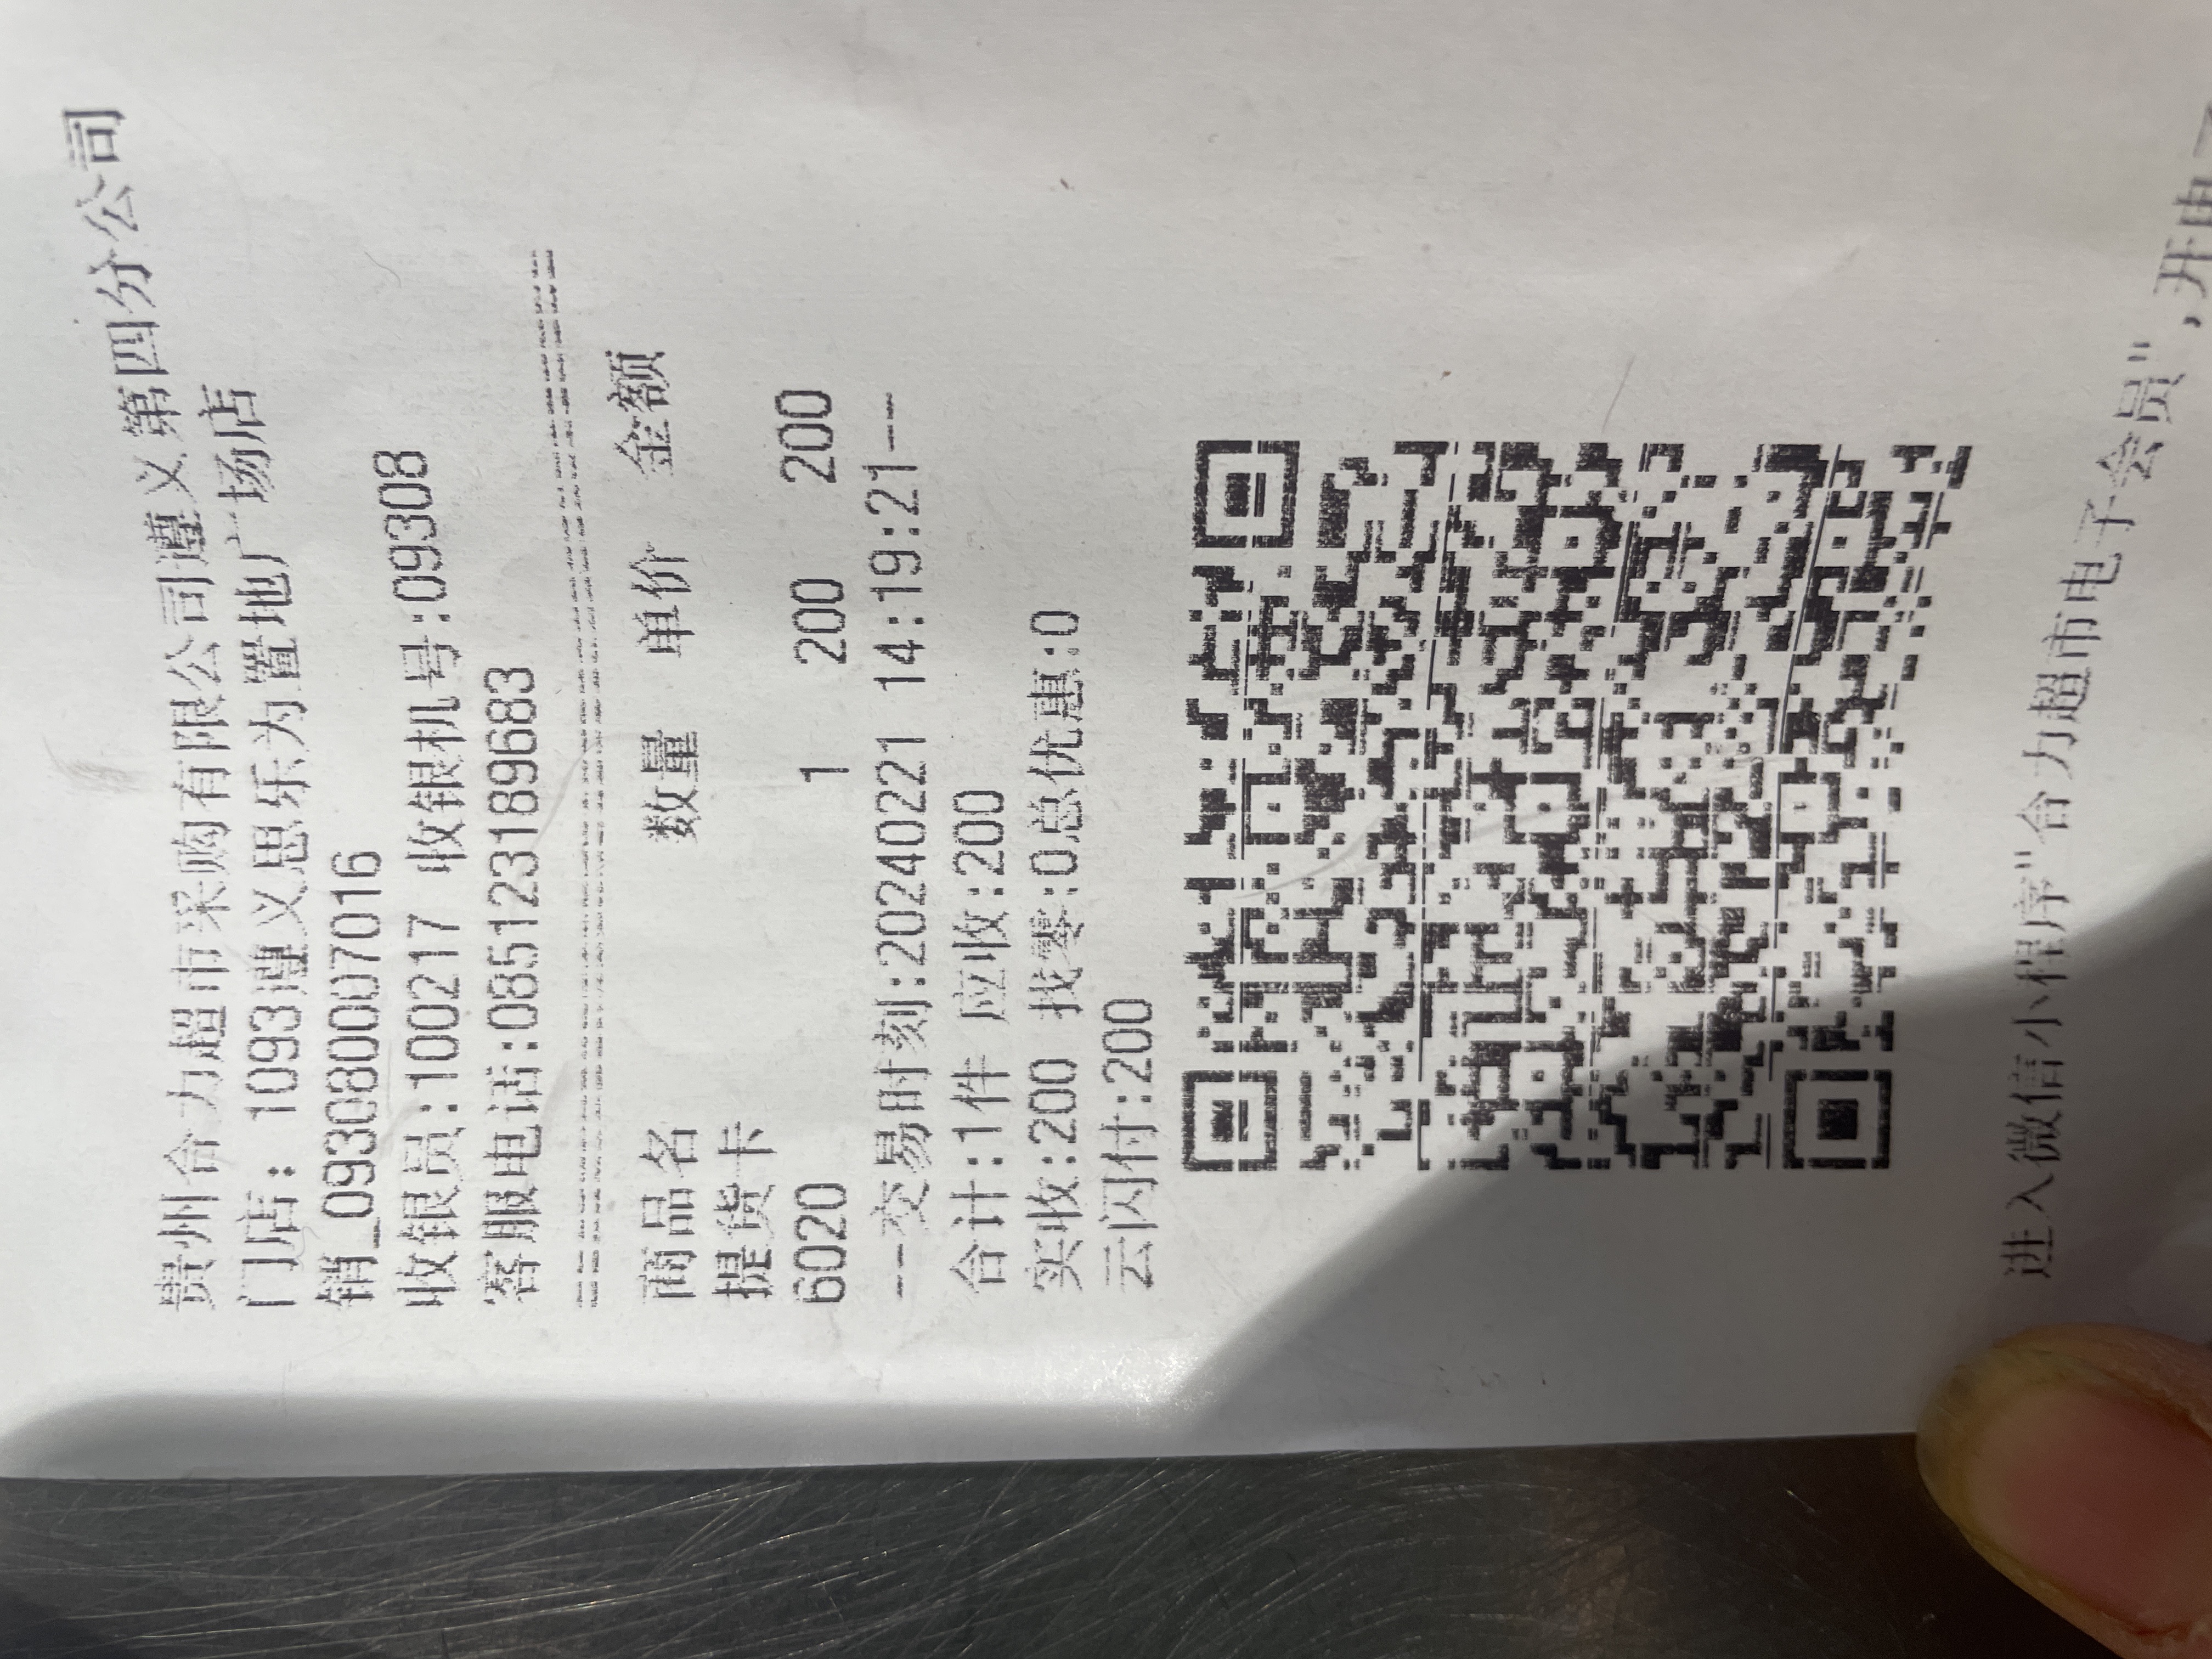 贵州合力超市采购有限公司遵义第四分公司
门店: 1093遵义思乐为置地广场店
销_0930800007016
收银员:100217 收银机号:09308
客服电话:085123189683
商品名 数量 单价 金额
提货卡
6020 1 200 200
--交易时刻:20240221 14:19:21--
合计:1件 应收:200
实收:200 找零:0总优惠:0
云闪付:200
进入微信小程序"合力超市电子会员",开电子